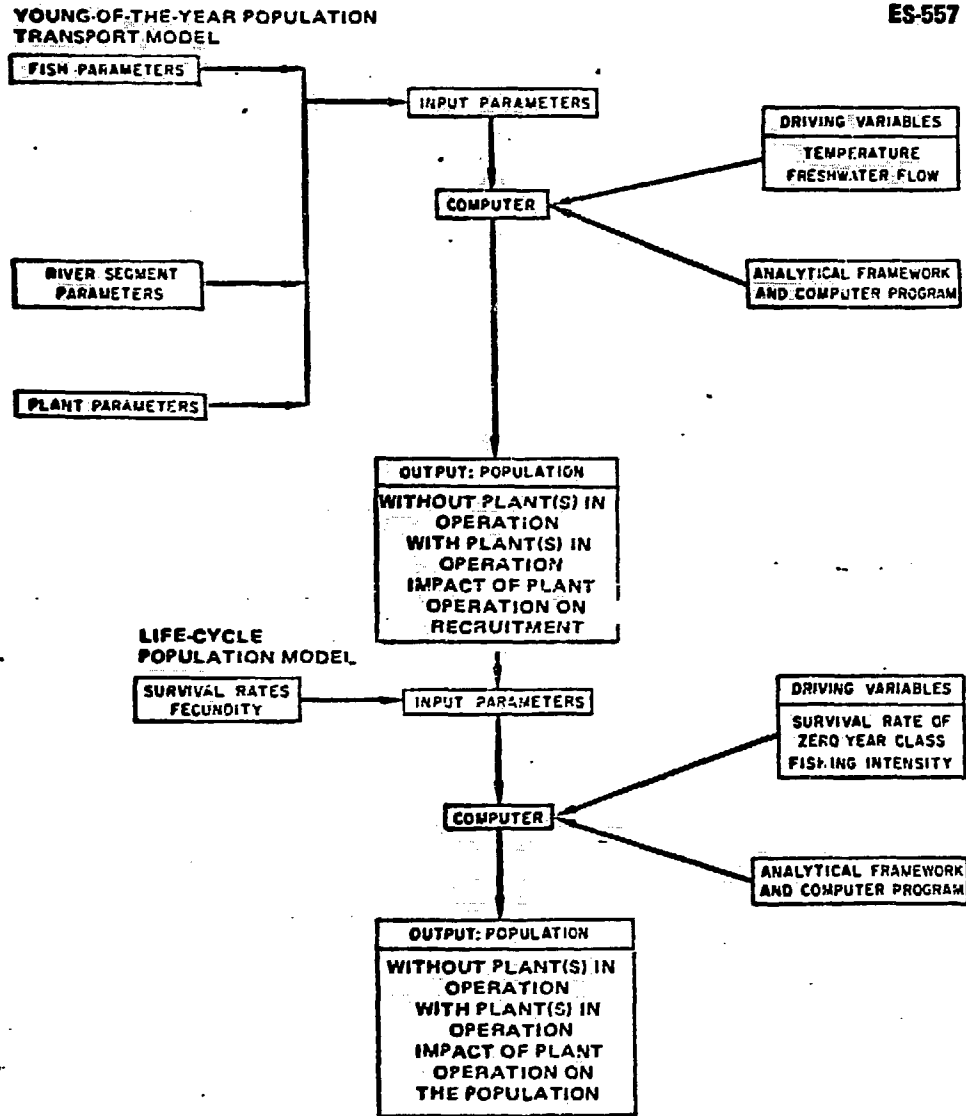 YOUNG-OF-THE-YEAR POPULATION
TRANSPORT MODEL
ES-557
FISH PARAMETERS
INPUT PARAMETERS
DRIVING VARIABLES
TEMPERATURE
FRESHWATER FLOW
COMPUTER
RIVER SEGMENT
PARAMETERS
ANALYTICAL FRAMEWORK
AND COMPUTER PROGRAM
PLANT PARAMETERS
OUTPUT: POPULATION
WITHOUT PLANT(S) IN
OPERATION
WITH PLANT(S) IN
OPERATION
IMPACT OF PLANT
OPERATION ON
RECRUITMENT
LIFE-CYCLE
POPULATION MODEL
SURVIVAL RATES
FECUNDITY
INPUT PARAMETERS
DRIVING VARIABLES
SURVIVAL RATE OF
ZERO YEAR CLASS
FISHING INTENSITY
COMPUTER
ANALYTICAL FRAMEWORK
AND COMPUTER PROGRAM
OUTPUT: POPULATION
WITHOUT PLANT(S) IN
OPERATION
WITH PLANT(S) IN
OPERATION
IMPACT OF PLANT
OPERATION ON
THE POPULATION